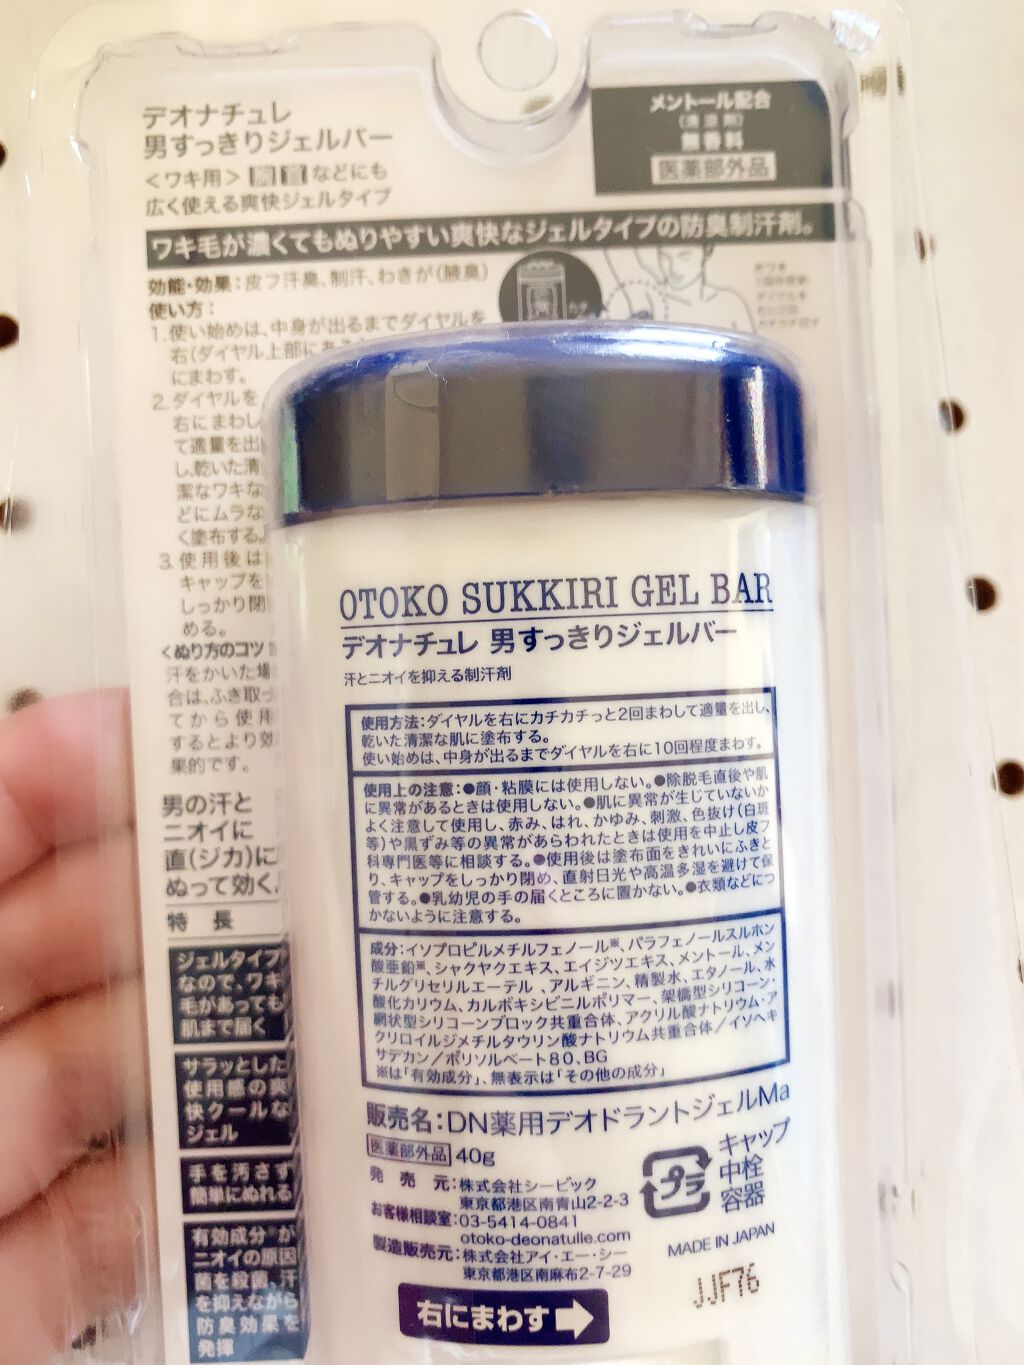 デオナチュレ
男すっきりジェルバー
＜ワキ用＞ 胸 首 などにも
広く使える爽快ジェルタイプ
メントール配合
(清涼剤)
無香料
医薬部外品
ワキ毛が濃くてもぬりやすい爽快なジェルタイプの防臭制汗剤。
効能・効果：皮フ汗臭、制汗、わきが(腋臭)
使い方：
1.使い始めは、中身が出るまでダイヤルを
右(ダイヤル上部に
にまわす。
2.ダイヤルを
右にまわし
て適量を出
し、乾いた清
潔なワキな
どにムラな
く塗布する。
3.使用後は
キャップを
しっかり閉
める。
＜ぬり方のコツ
汗をかいた場
合は、ふき取っ
てから使用
するとより効
果的です。
男の汗と
ニオイに
直(ジカ)に
ぬって効く。
特 長
ジェルタイプ
なので、ワキ
毛があっても
肌まで届く
サラッとした
使用感の爽
快クールな
ジェル
手を汚さず
簡単にぬれる
有効成分が
ニオイの原因
菌を殺菌、汗
を抑えながら
防臭効果を
発揮
OTOKO SUKKIRI GEL BAR
デオナチュレ 男すっきりジェルバー
汗とニオイを抑える制汗剤
使用方法：ダイヤルを右にカチカチっと2回まわして適量を出し、
乾いた清潔な肌に塗布する。
使い始めは、中身が出るまでダイヤルを右に10回程度まわす。
使用上の注意：●顔・粘膜には使用しない。●除脱毛直後や肌
に異常があるときは使用しない。●肌に異常が生じていないか
よく注意して使用し、赤み、はれ、かゆみ、刺激、色抜け(白斑
等)や黒ずみ等の異常があらわれたときは使用を中止し皮フ
科専門医等に相談する。●使用後は塗布面をきれいにふきと
り、キャップをしっかり閉め、直射日光や高温多湿を避けて保
管する。●乳幼児の手の届くところに置かない。●衣類などにつ
かないように注意する。
成分：イソプロピルメチルフェノール※、パラフェノールスルホン
酸亜鉛※、シャクヤクエキス、エイジツエキス、メントール、メン
チルグリセリルエーテル 、アルギニン、精製水、エタノール、水
酸化カリウム、カルボキシビニルポリマー、架橋型シリコーン・
網状型シリコーンブロック共重合体、アクリル酸ナトリウム・ア
クリロイルジメチルタウリン酸ナトリウム共重合体／イソヘキ
サデカン／ポリソルベート80、BG
※は「有効成分」、無表示は「その他の成分」
販売名：DN薬用デオドラントジェルMa
医薬部外品 40g
発 売 元：株式会社シービック
東京都港区南青山2-2-3
お客様相談室：03-5414-0841
otoko-deonatulle.com
製造販売元：株式会社アイ・エー・シー
東京都港区南麻布2-7-29
プラ
キャップ
中栓
容器
MADE IN JAPAN
JJF76
右にまわす